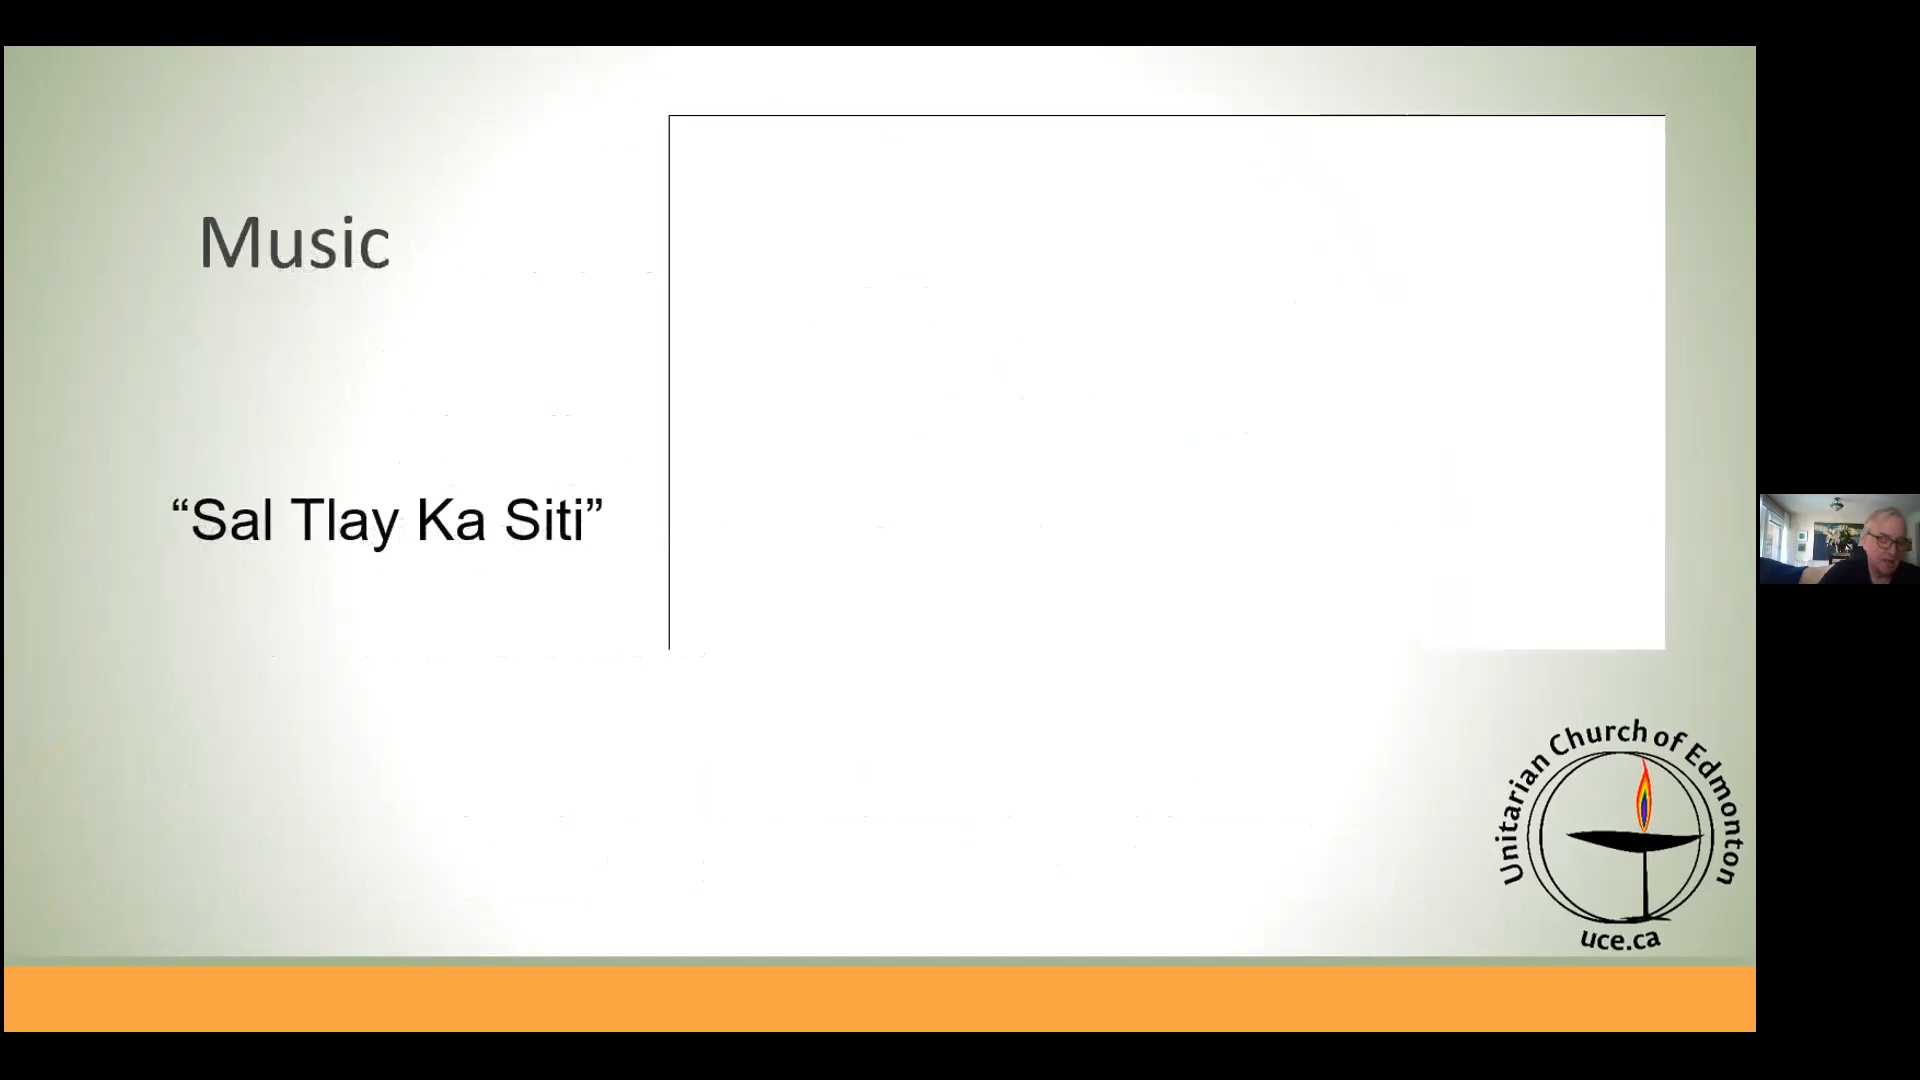 Music
“Sal Tlay Ka Siti”
Unitarian Church of Edmonton
uce.ca